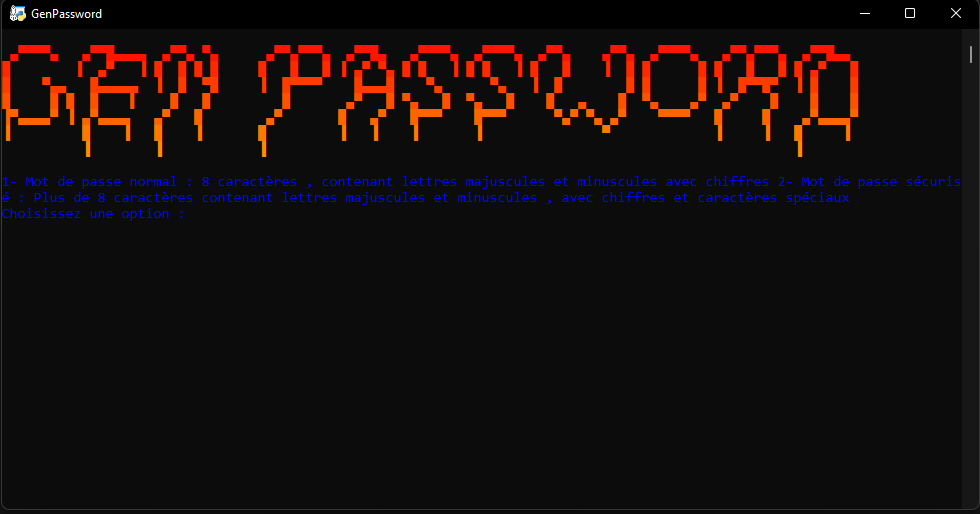 GenPassword
GEN PASSWORD
1- Mot de passe normal : 8 caractères , contenant lettres majuscules et minuscules avec chiffres 2- Mot de passe sécuris
é : Plus de 8 caractères contenant lettres majuscules et minuscules , avec chiffres et caractères spéciaux
Choisissez une option :